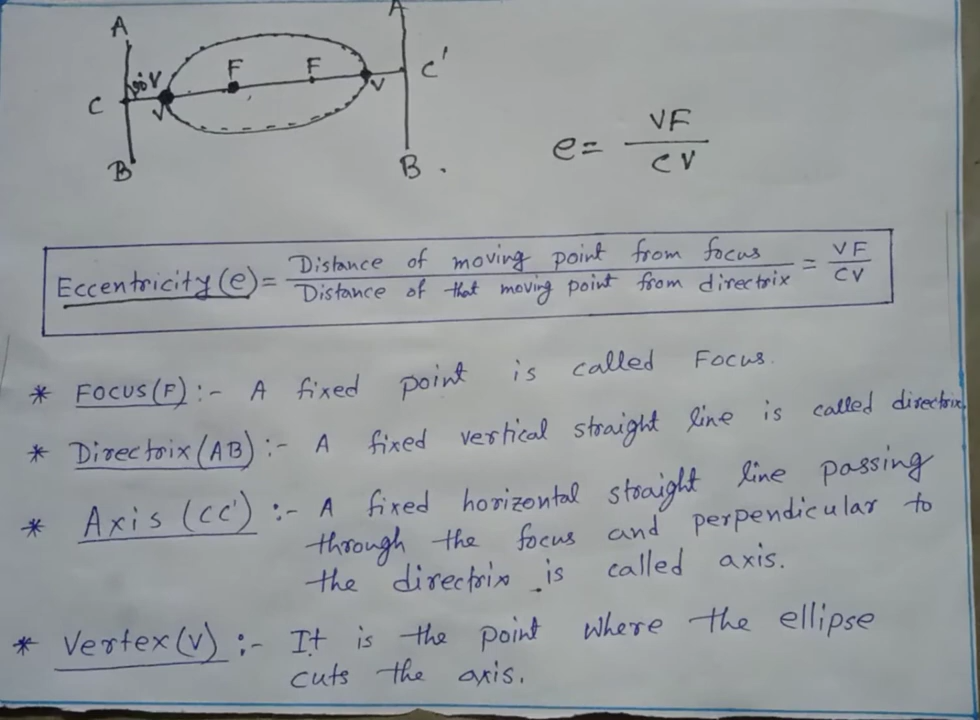 A A
C 90° V F F V C'
V
B B.
e = VF / CV
Eccentricity (e) = Distance of moving point from focus / Distance of that moving point from directrix = VF / CV
* FOCUS(F) :- A fixed point is called Focus.
* Directrix (AB) :- A fixed vertical straight line is called directrix
* Axis (CC') :- A fixed horizontal straight line passing
through the focus and perpendicular to
the directrix is called axis.
* Vertex (V) :- It is the point where the ellipse
cuts the axis.